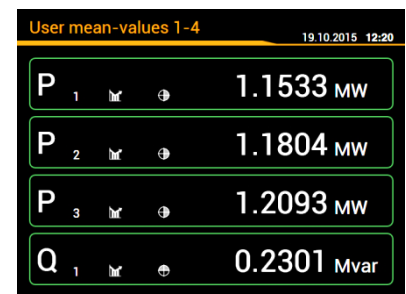 User mean-values 1-4
19.10.2015 12:20
P 1 1.1533 MW
P 2 1.1804 MW
P 3 1.2093 MW
Q 1 0.2301 Mvar